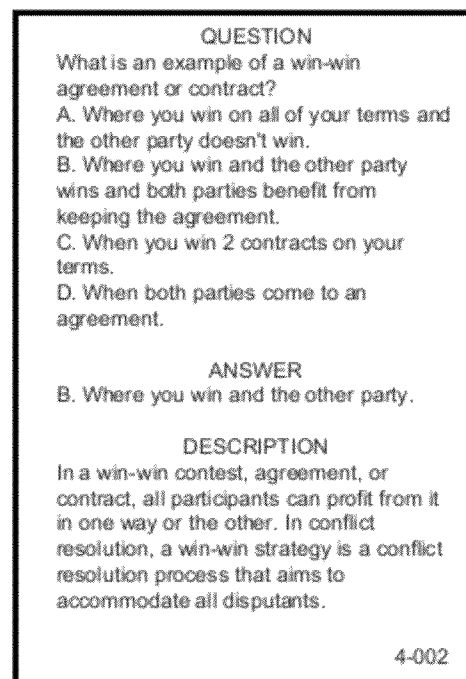 QUESTION
What is an example of a win-win
agreement or contract?
A. Where you win on all of your terms and
the other party doesn't win.
B. Where you win and the other party
wins and both parties benefit from
keeping the agreement.
C. When you win 2 contracts on your
terms.
D. When both parties come to an
agreement.
ANSWER
B. Where you win and the other party.
DESCRIPTION
In a win-win contest, agreement, or
contract, all participants can profit from it
in one way or the other. In conflict
resolution, a win-win strategy is a conflict
resolution process that aims to
accommodate all disputants.
4-002